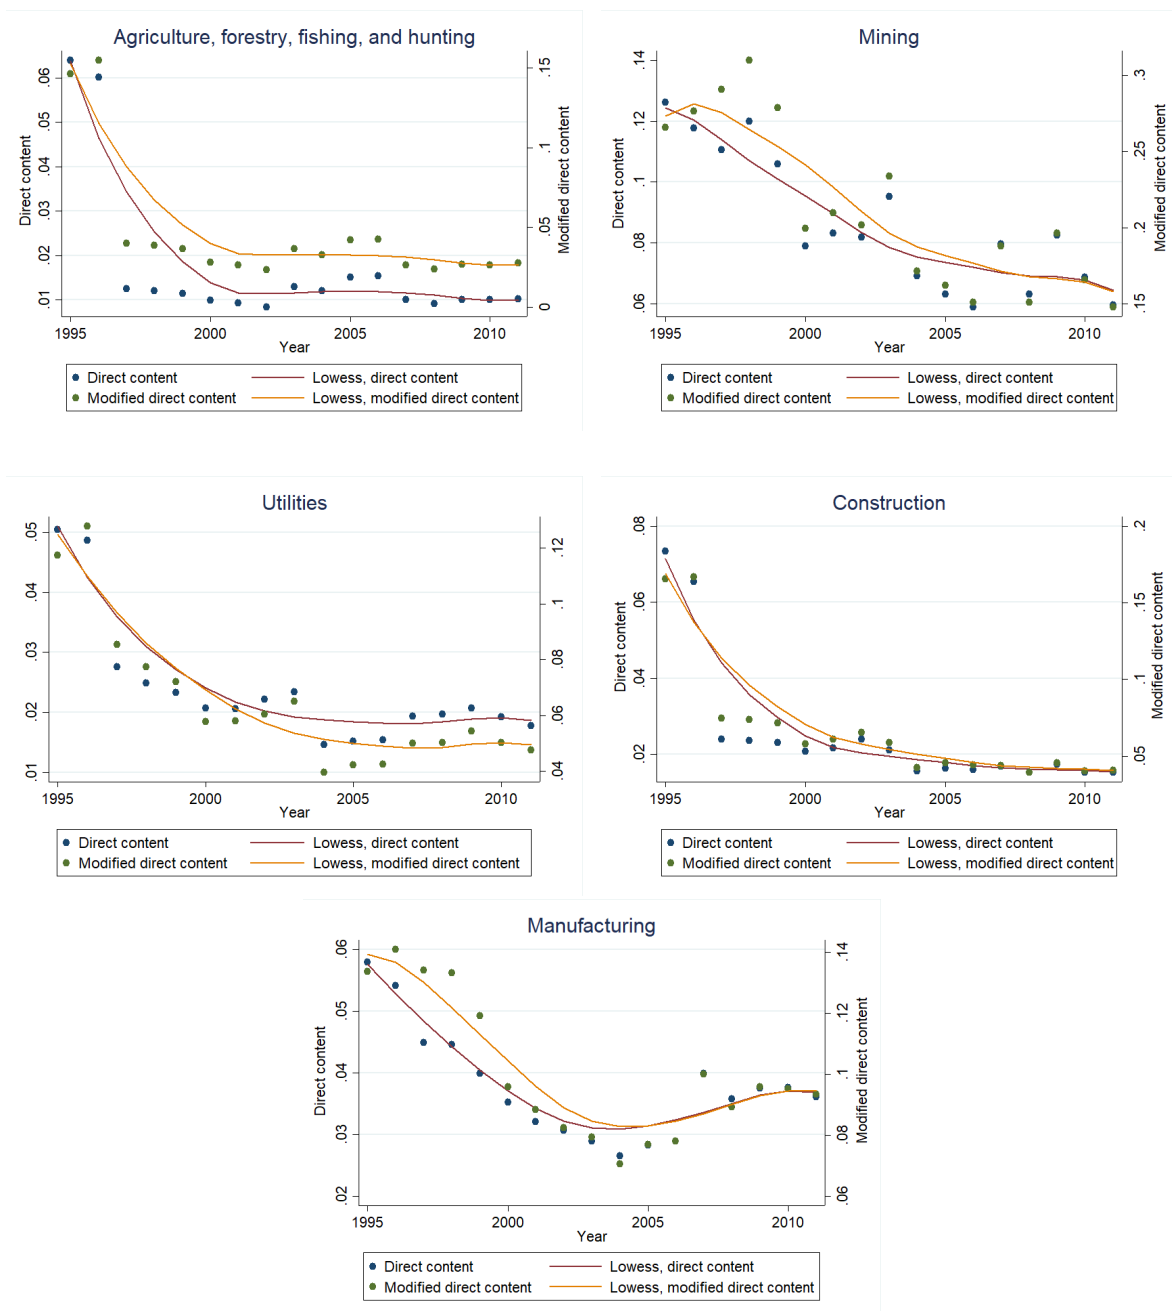 Agriculture, forestry, fishing, and hunting
Direct content
.01 .02 .03 .04 .05 .06
Modified direct content
0 .05 .1 .15
1995 2000 2005 2010
Year
Direct content Lowess, direct content
Modified direct content Lowess, modified direct content
Mining
Direct content
.06 .08 .1 .12 .14
Modified direct content
.15 .2 .25 .3
1995 2000 2005 2010
Year
Direct content Lowess, direct content
Modified direct content Lowess, modified direct content
Utilities
Direct content
.01 .02 .03 .04 .05
Modified direct content
.04 .06 .08 .1 .12
1995 2000 2005 2010
Year
Direct content Lowess, direct content
Modified direct content Lowess, modified direct content
Construction
Direct content
.02 .04 .06 .08
Modified direct content
.05 .1 .15 .2
1995 2000 2005 2010
Year
Direct content Lowess, direct content
Modified direct content Lowess, modified direct content
Manufacturing
Direct content
.02 .03 .04 .05 .06
Modified direct content
.06 .08 .1 .12 .14
1995 2000 2005 2010
Year
Direct content Lowess, direct content
Modified direct content Lowess, modified direct content